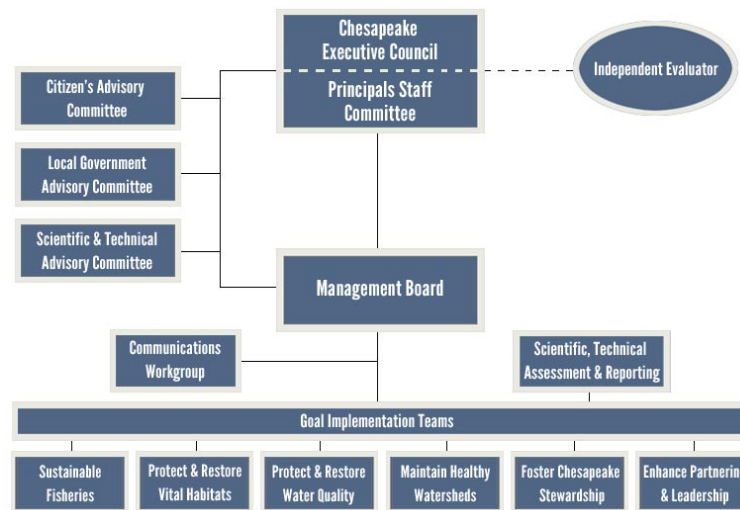 Chesapeake
Executive Council
Principals Staff
Committee
Independent Evaluator
Citizen's Advisory
Committee
Local Government
Advisory Committee
Scientific & Technical
Advisory Committee
Management Board
Communications
Workgroup
Scientific, Technical
Assessment & Reporting
Goal Implementation Teams
Sustainable
Fisheries
Protect & Restore
Vital Habitats
Protect & Restore
Water Quality
Maintain Healthy
Watersheds
Foster Chesapeake
Stewardship
Enhance Partnerin
& Leadership